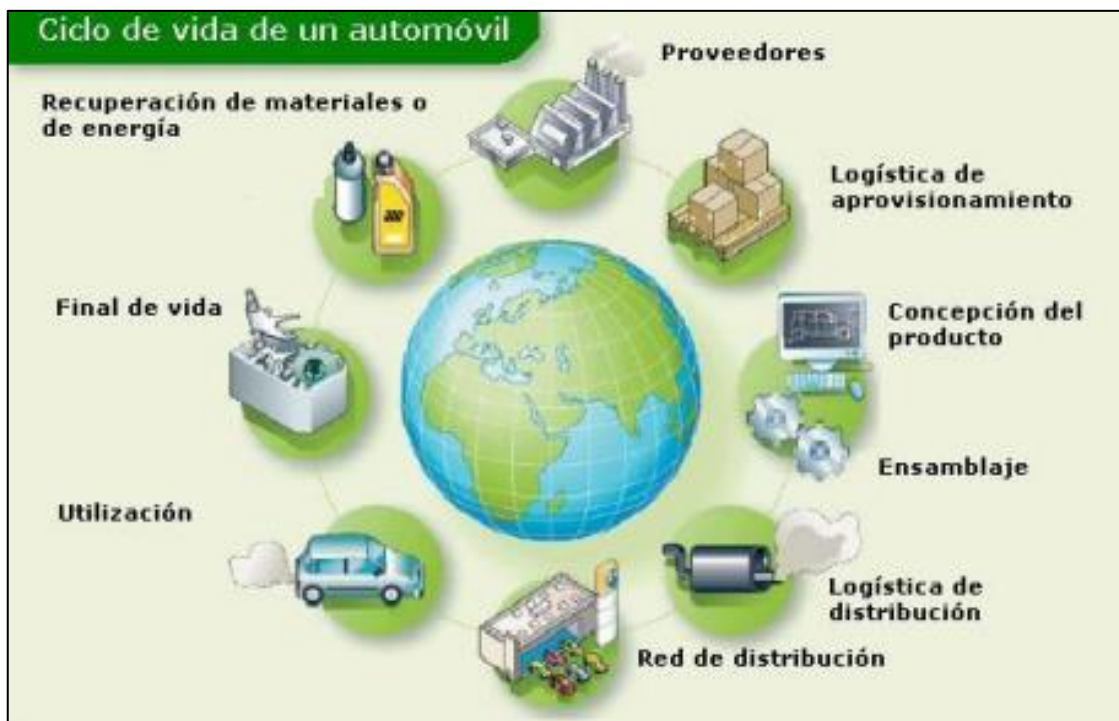 Ciclo de vida de un automóvil
Proveedores
Recuperación de materiales o
de energía
Logística de
aprovisionamiento
Final de vida
Concepción del
producto
Ensamblaje
Utilización
Logística de
distribución
Red de distribución